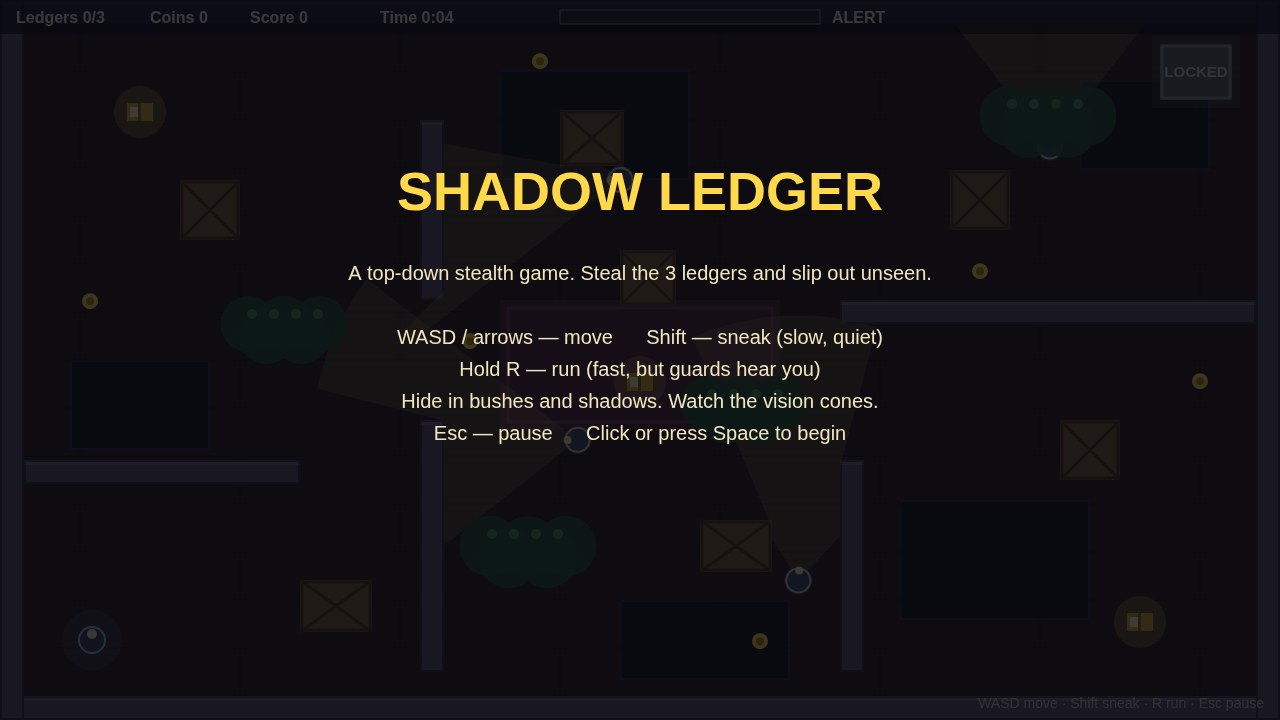 Ledgers 0/3 Coins 0 Score 0 Time 0:04 ALERT
LOCKED
SHADOW LEDGER
A top-down stealth game. Steal the 3 ledgers and slip out unseen.
WASD / arrows — move Shift — sneak (slow, quiet)
Hold R — run (fast, but guards hear you)
Hide in bushes and shadows. Watch the vision cones.
Esc — pause Click or press Space to begin
WASD move · Shift sneak · R run · Esc pause